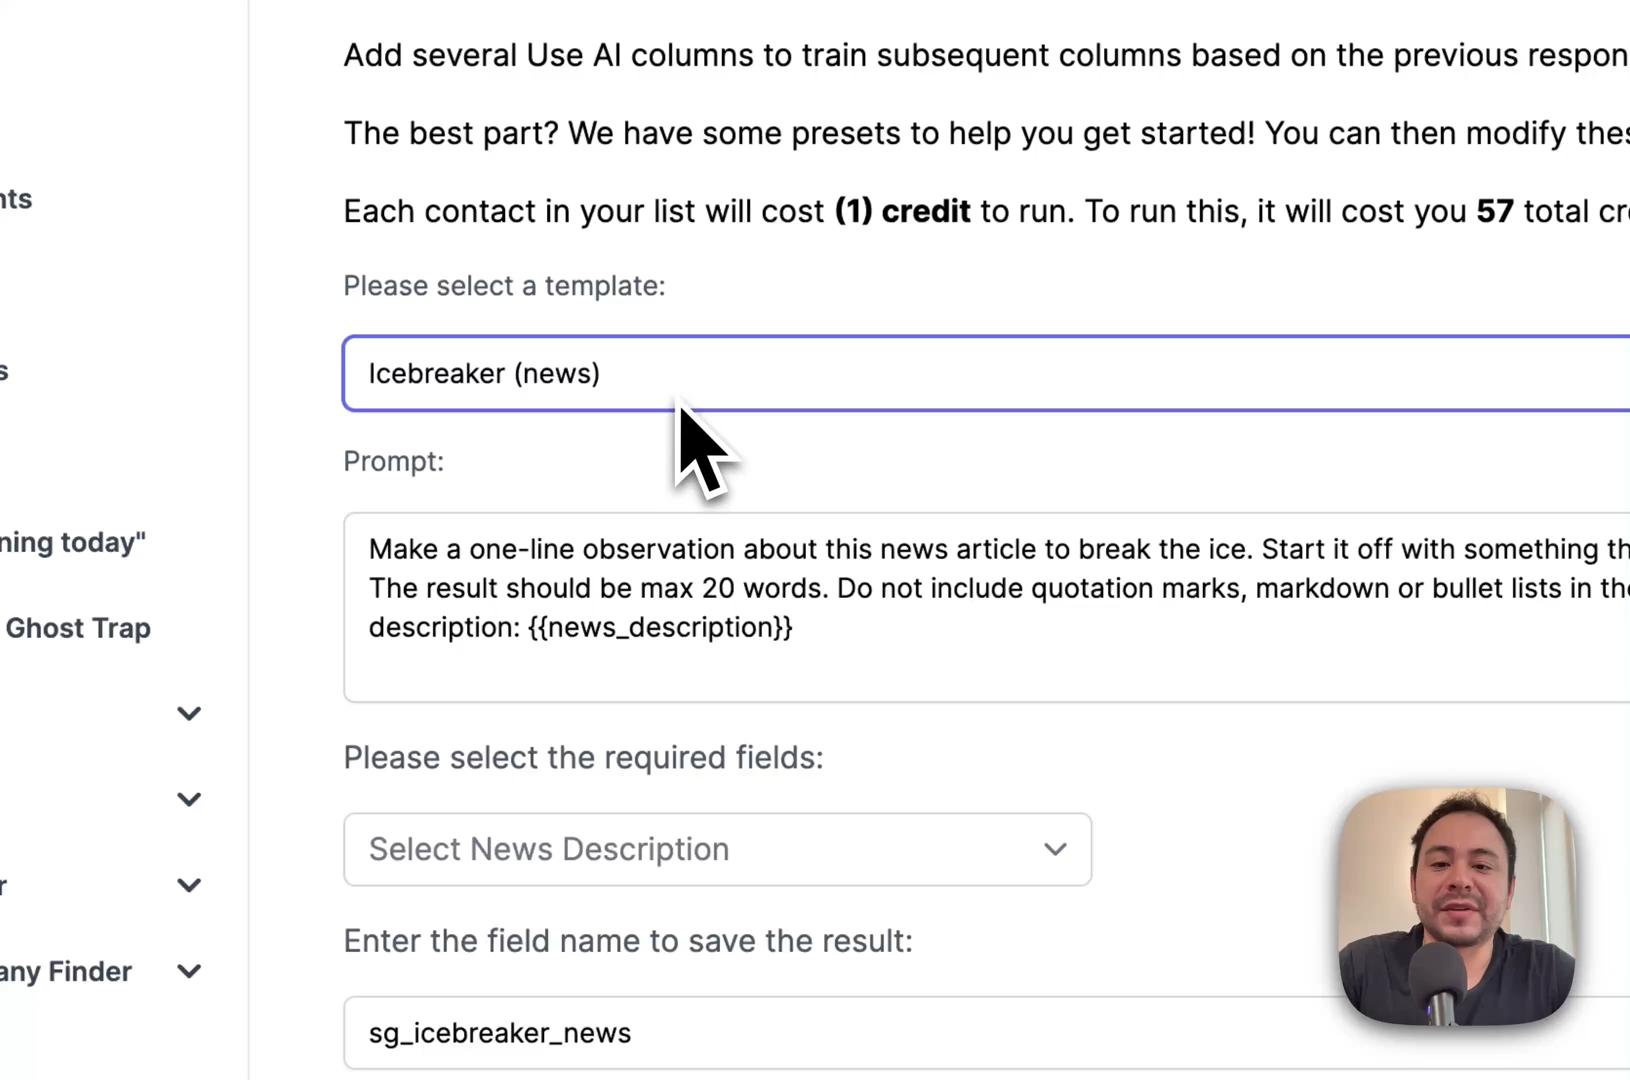 Add several Use AI columns to train subsequent columns based on the previous respon
The best part? We have some presets to help you get started! You can then modify thes
Each contact in your list will cost (1) credit to run. To run this, it will cost you 57 total cre
Please select a template:
Icebreaker (news)
Prompt:
Make a one-line observation about this news article to break the ice. Start it off with something th
The result should be max 20 words. Do not include quotation marks, markdown or bullet lists in the
description: {{news_description}}
Please select the required fields:
Select News Description
Enter the field name to save the result:
sg_icebreaker_news
nts
s
ning today"
Ghost Trap
r
any Finder